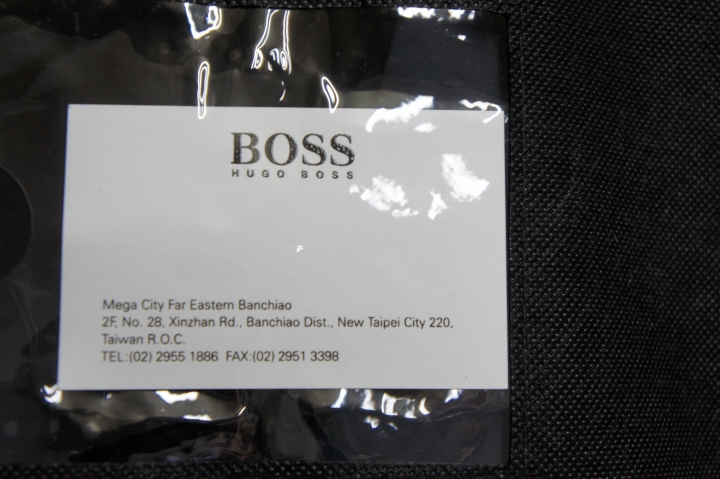 BOSS
HUGO BOSS
Mega City Far Eastern Banchiao
2F, No. 28, Xinzhan Rd., Banchiao Dist., New Taipei City 220,
Taiwan R.O.C.
TEL:(02) 2955 1886 FAX:(02) 2951 3398